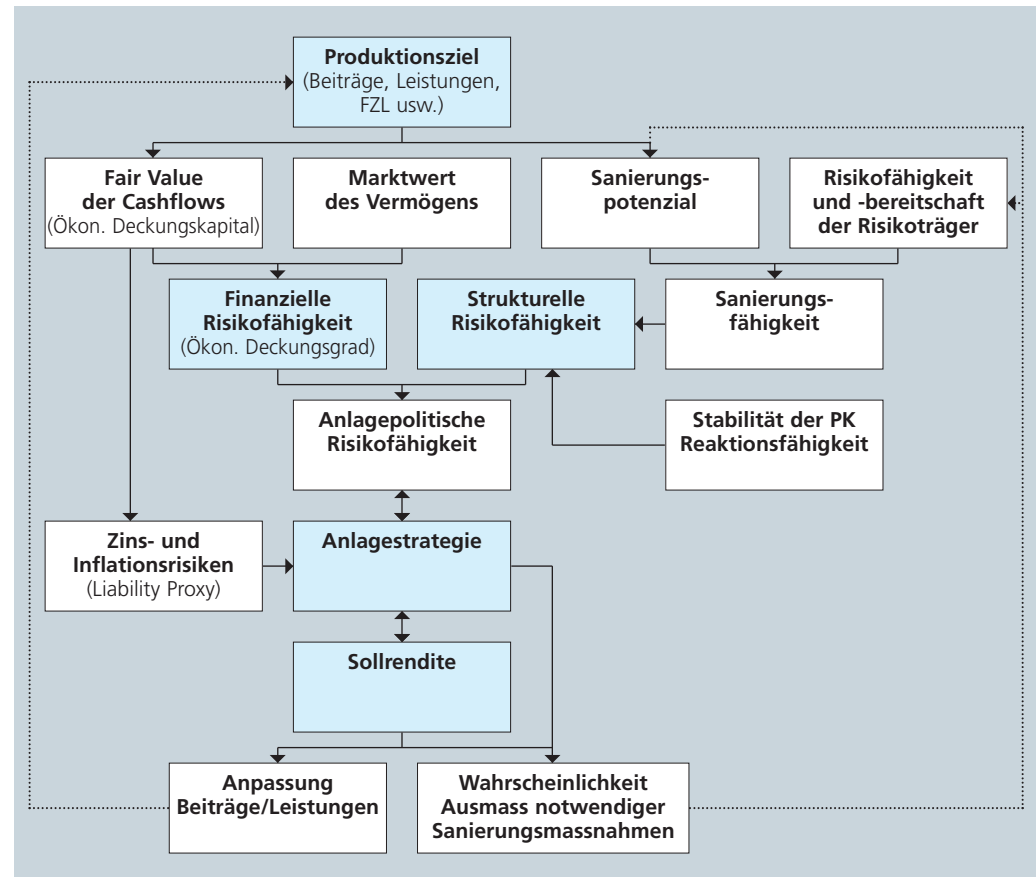 Produktionsziel
(Beiträge, Leistungen,
FZL usw.)
Fair Value
der Cashflows
(Ökon. Deckungskapital)
Marktwert
des Vermögens
Sanierungs-
potenzial
Risikofähigkeit
und -bereitschaft
der Risikoträger
Finanzielle
Risikofähigkeit
(Ökon. Deckungsgrad)
Strukturelle
Risikofähigkeit
Sanierungs-
fähigkeit
Anlagepolitische
Risikofähigkeit
Stabilität der PK
Reaktionsfähigkeit
Zins- und
Inflationsrisiken
(Liability Proxy)
Anlagestrategie
Sollrendite
Anpassung
Beiträge/Leistungen
Wahrscheinlichkeit
Ausmass notwendiger
Sanierungsmassnahmen